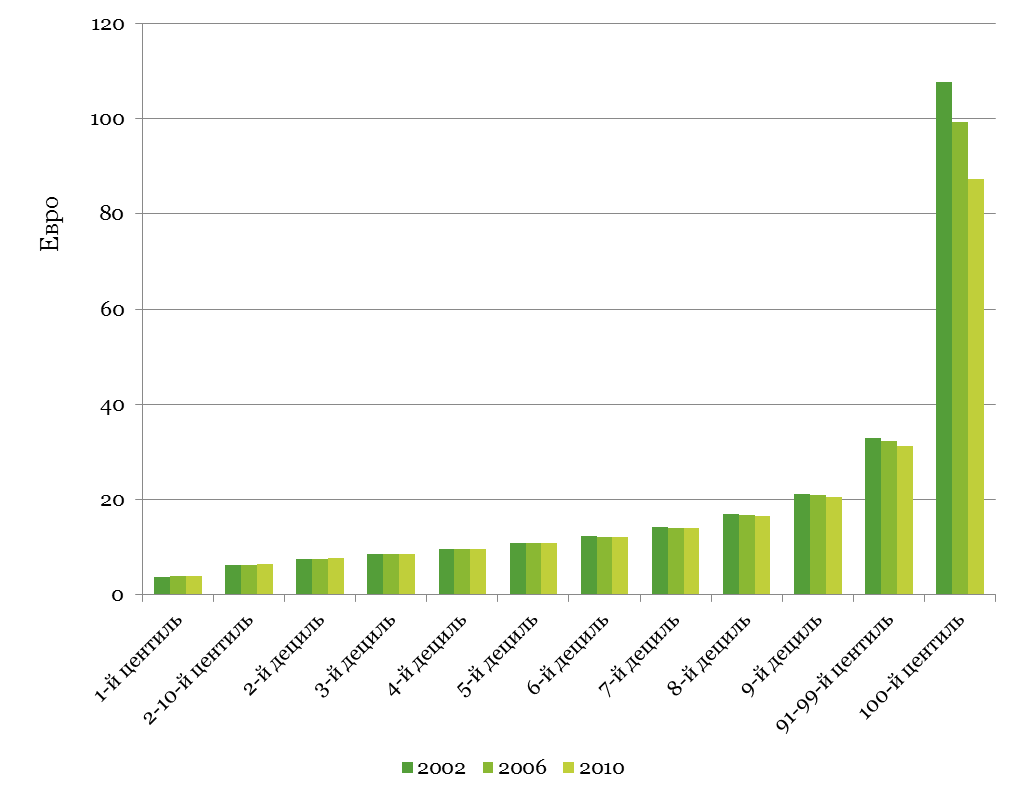 120
100
80
60
40
20
0
Евро
1-й центиль
2-10-й центиль
2-й дециль
3-й дециль
4-й дециль
5-й дециль
6-й дециль
7-й дециль
8-й дециль
9-й дециль
91-99-й центиль
100-й центиль
2002 2006 2010